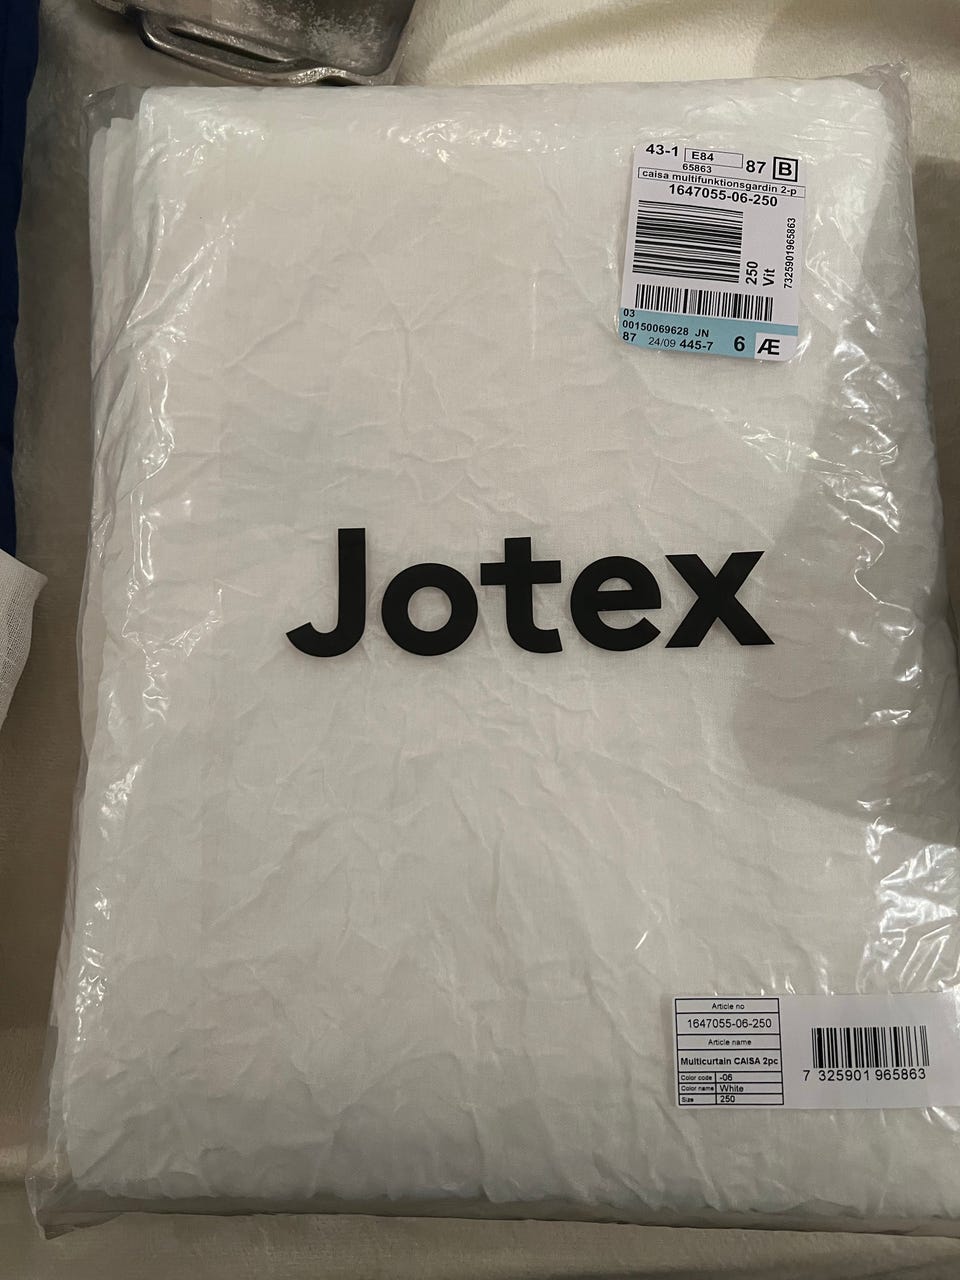 43-1 E84 87 B
65863
caisa multifunktionsgardin 2-p
1647055-06-250
250
Vit
7325901965863
03
00150069628 JN
87 24/09 445-7 6 Æ
Jotex
Article no
1647055-06-250
Article name
Multicurtain CAISA 2pc
Color code -06
Color name White
Size 250
7 325901 965863